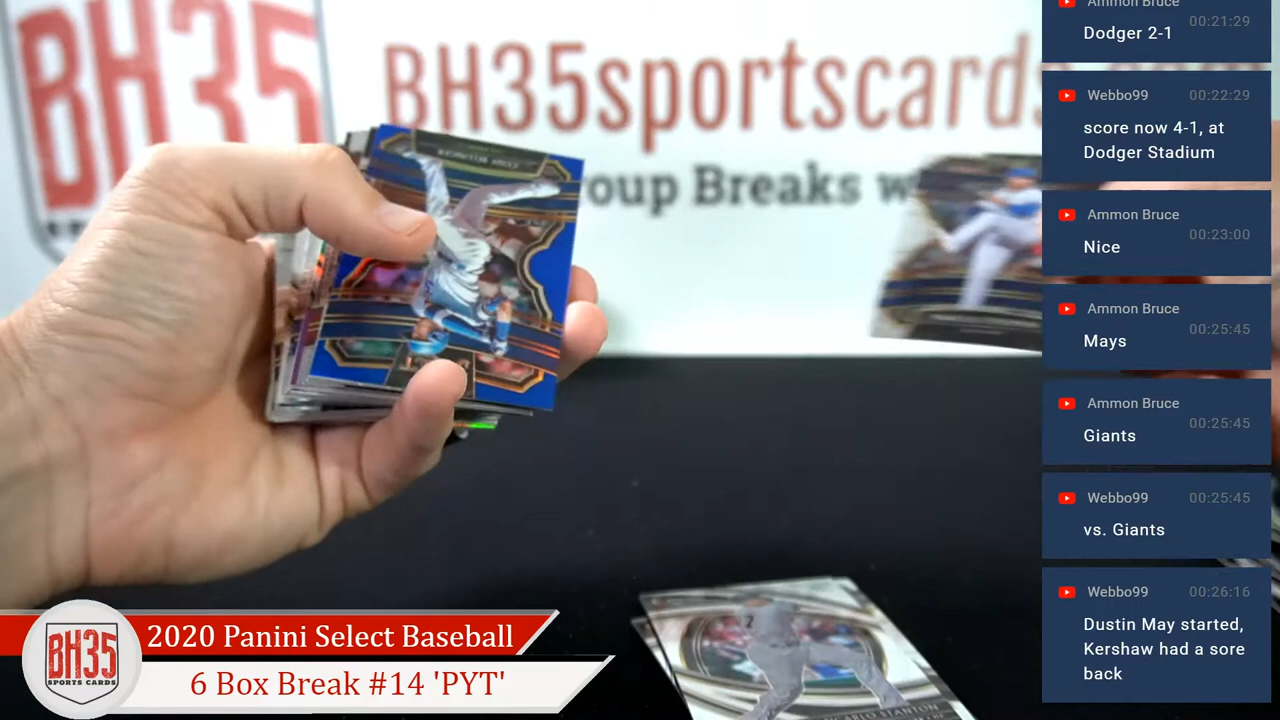 BH35
BH35sportscards.com
Group Breaks w
Ammon Bruce
00:21:29
Dodger 2-1
Webbo99 00:22:29
score now 4-1, at
Dodger Stadium
Ammon Bruce
00:23:00
Nice
Ammon Bruce
00:25:45
Mays
Ammon Bruce
00:25:45
Giants
Webbo99 00:25:45
vs. Giants
Webbo99 00:26:16
Dustin May started,
Kershaw had a sore
back
STANTON
BH35
SPORTS CARDS
2020 Panini Select Baseball
6 Box Break #14 'PYT'